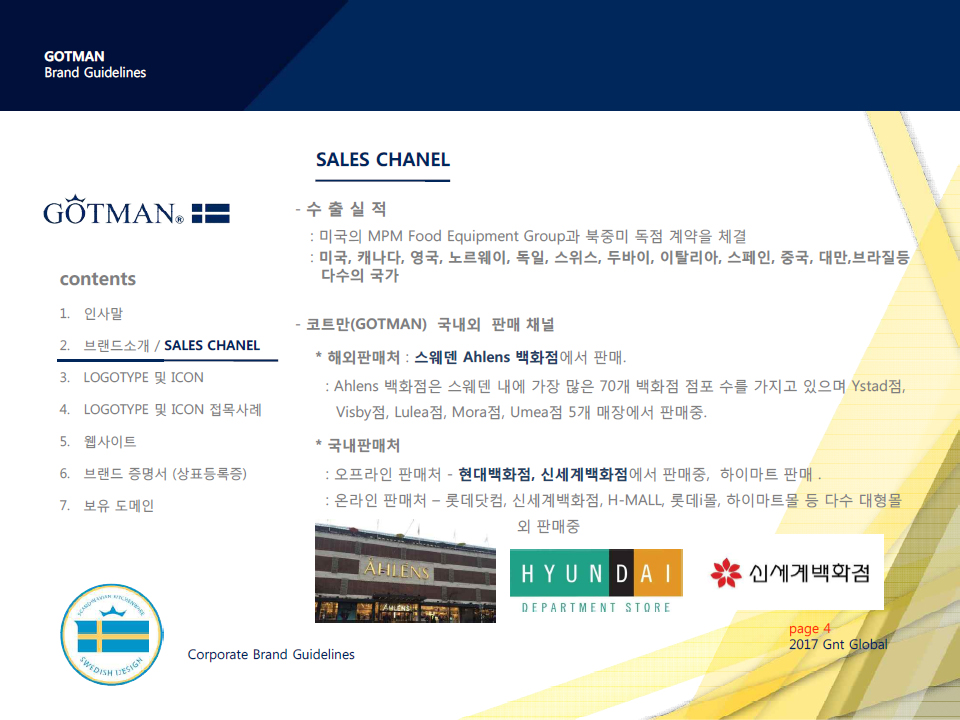 GOTMAN
Brand Guidelines
SALES CHANEL
GOTMAN®
contents
1. 인사말
2. 브랜드소개 / SALES CHANEL
3. LOGOTYPE 및 ICON
4. LOGOTYPE 및 ICON 접목사례
5. 웹사이트
6. 브랜드 증명서 (상표등록증)
7. 보유 도메인
- 수 출 실 적
: 미국의 MPM Food Equipment Group과 북중미 독점 계약을 체결
: 미국, 캐나다, 영국, 노르웨이, 독일, 스위스, 두바이, 이탈리아, 스페인, 중국, 대만,브라질등
다수의 국가
- 코트만(GOTMAN) 국내외 판매 채널
* 해외판매처 : 스웨덴 Ahlens 백화점에서 판매.
: Ahlens 백화점은 스웨덴 내에 가장 많은 70개 백화점 점포 수를 가지고 있으며 Ystad점,
Visby점, Lulea점, Mora점, Umea점 5개 매장에서 판매중.
* 국내판매처
: 오프라인 판매처 - 현대백화점, 신세계백화점에서 판매중, 하이마트 판매 .
: 온라인 판매처 – 롯데닷컴, 신세계백화점, H-MALL, 롯데i몰, 하이마트몰 등 다수 대형몰
외 판매중
ÅHLÉNS
ÅHLÉNS
HYUNDAI
DEPARTMENT STORE
신세계백화점
SCANDINAVIAN KITCHENWARE
SWEDISH DESIGN
Corporate Brand Guidelines
page 4
2017 Gnt Global